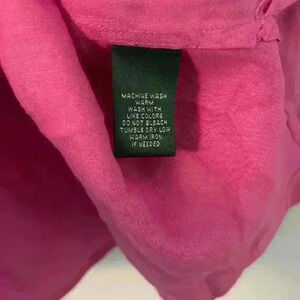 MACHINE WASH
WARM
WASH WITH
LIKE COLORS
DO NOT BLEACH
TUMBLE DRY LOW
WARM IRON
IF NEEDED